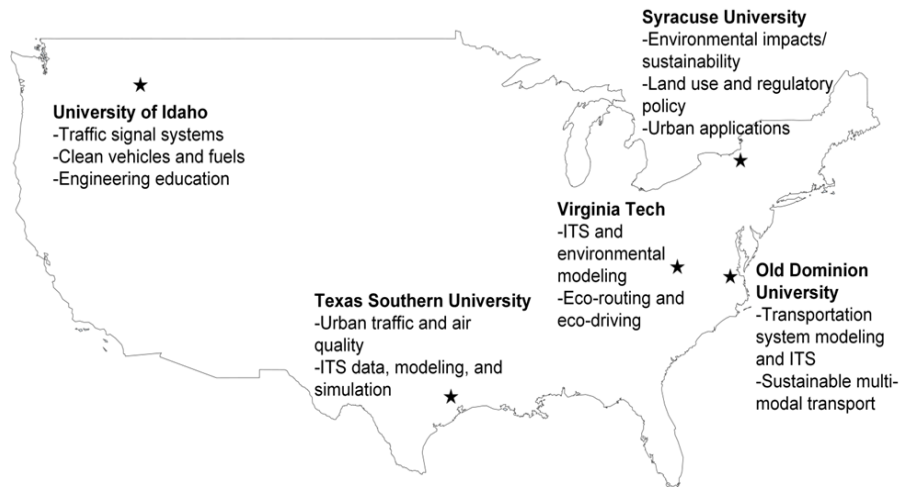 Syracuse University
-Environmental impacts/
sustainability
-Land use and regulatory
policy
-Urban applications
University of Idaho
-Traffic signal systems
-Clean vehicles and fuels
-Engineering education
Virginia Tech
-ITS and
environmental
modeling
-Eco-routing and
eco-driving
Old Dominion
University
-Transportation
system modeling
and ITS
-Sustainable multi-
modal transport
Texas Southern University
-Urban traffic and air
quality
-ITS data, modeling, and
simulation